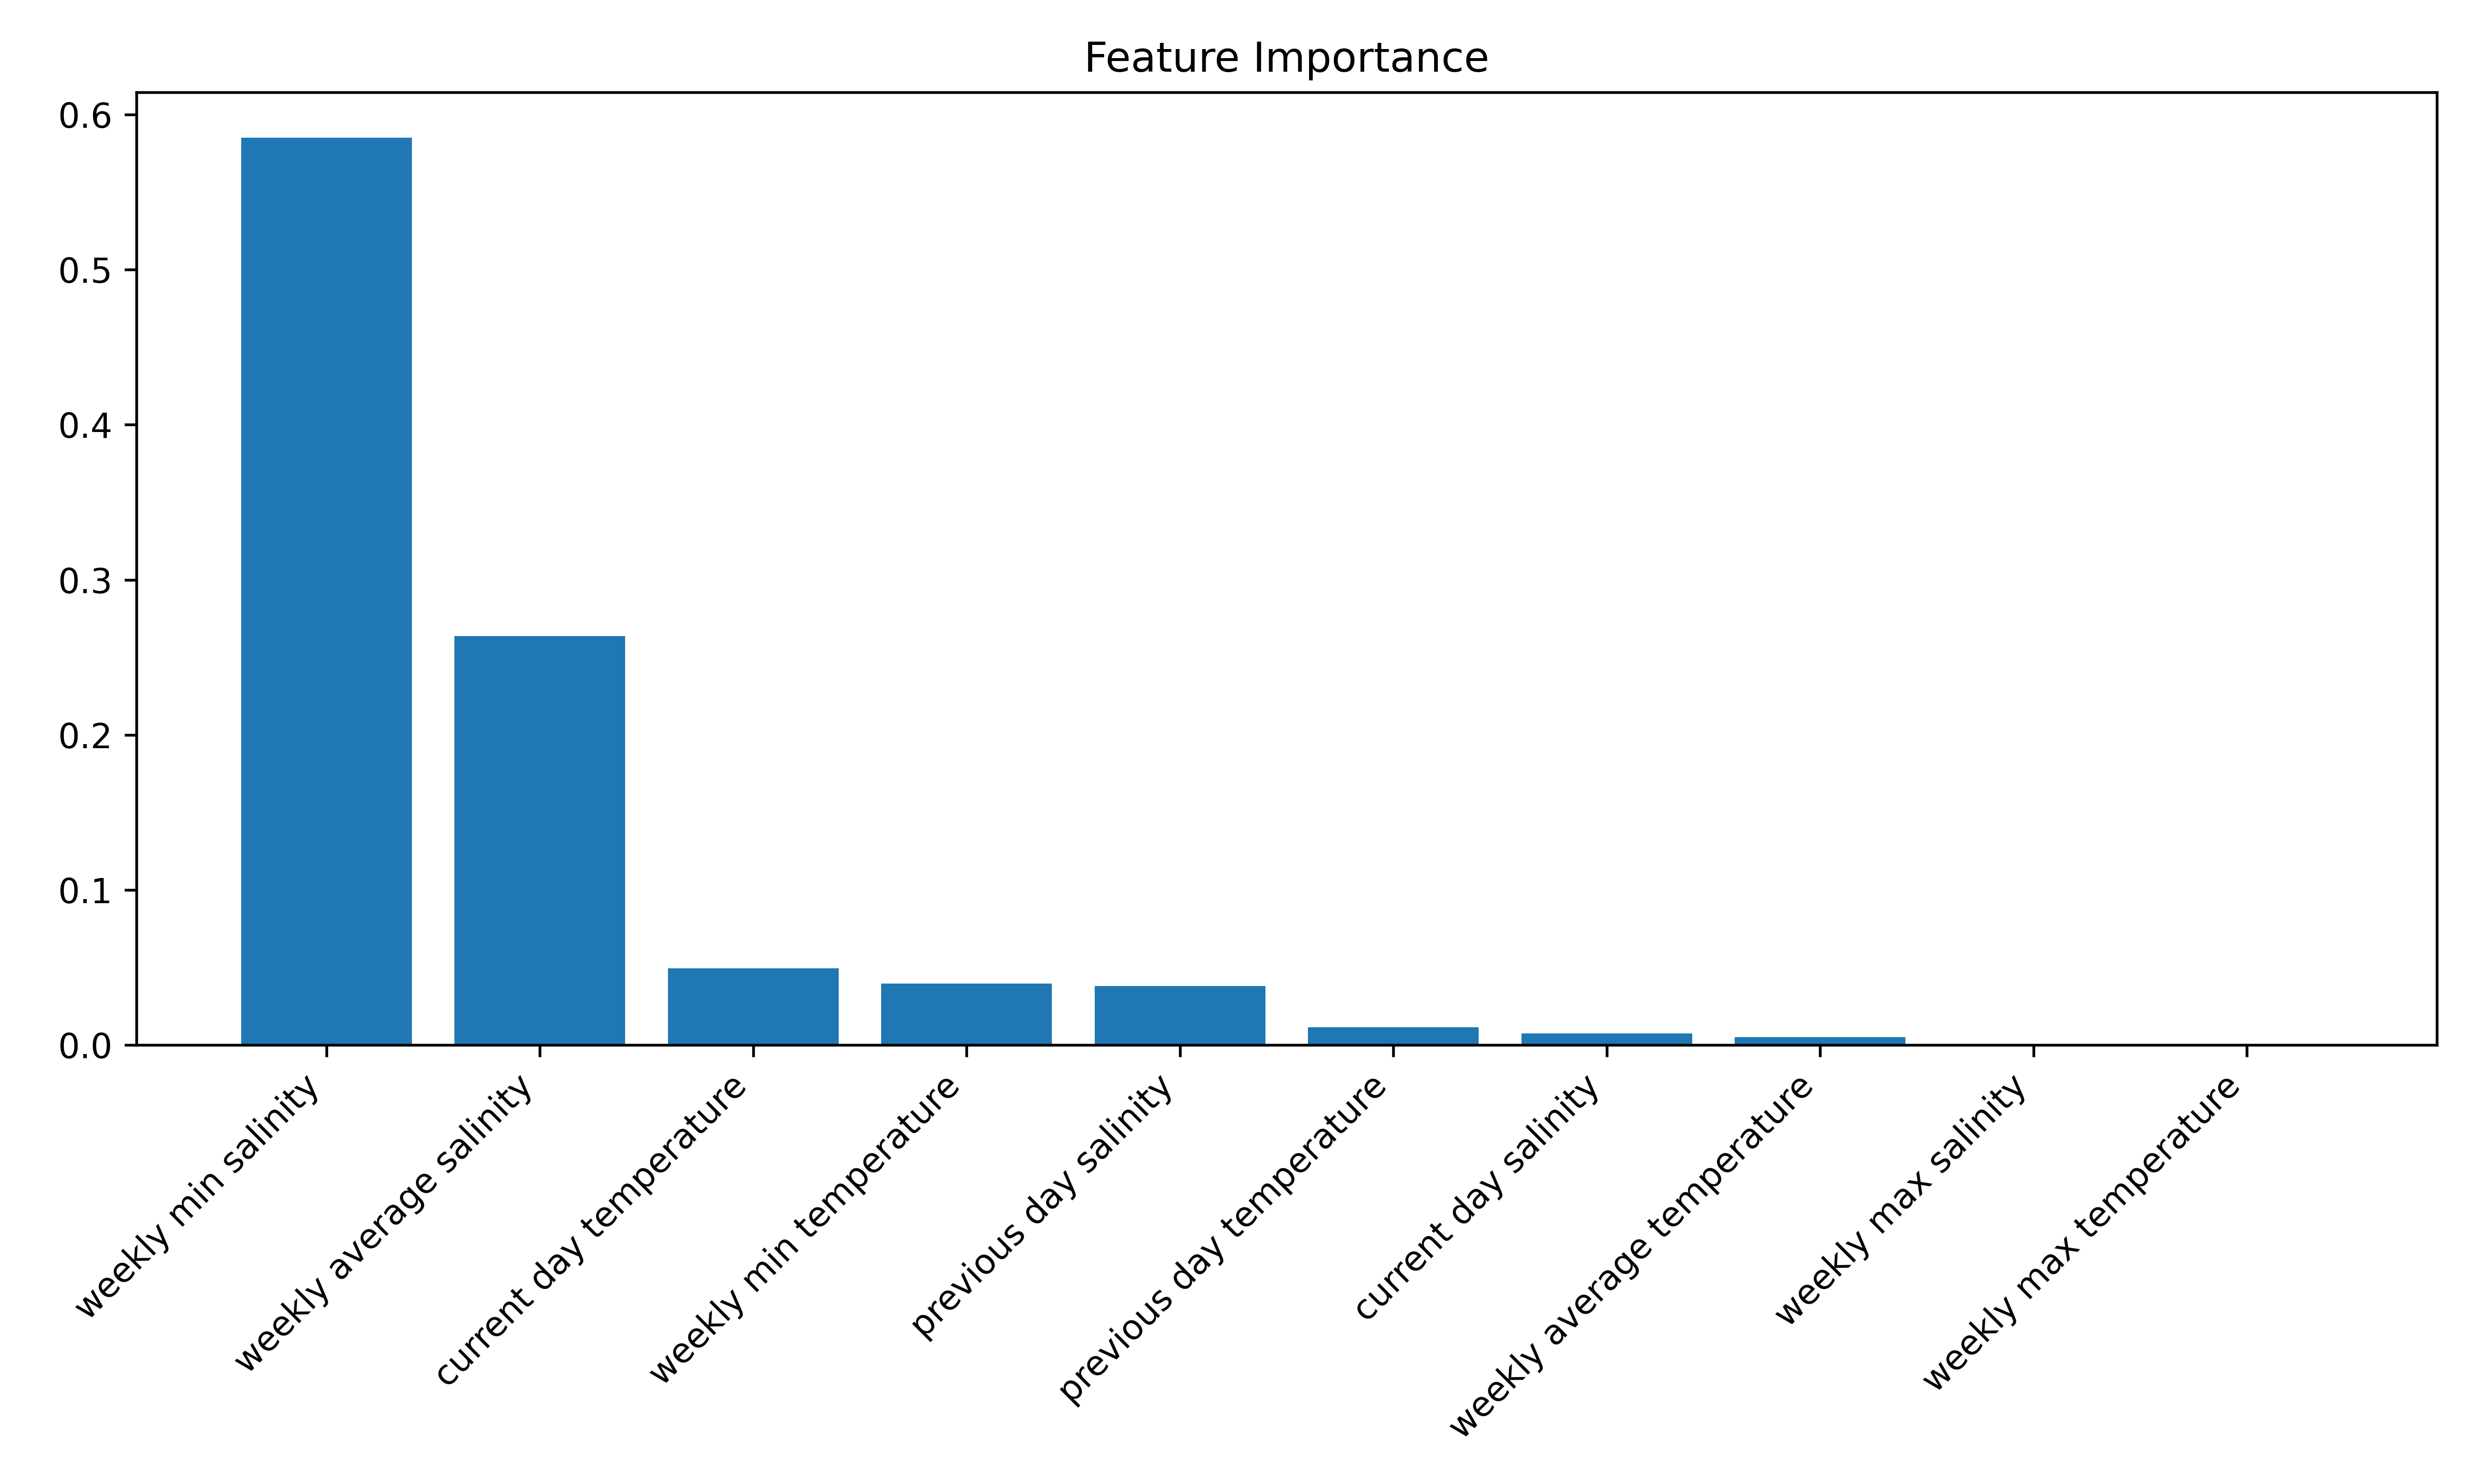 Feature Importance
0.6
0.5
0.4
0.3
0.2
0.1
0.0
weekly min salinity
weekly average salinity
current day temperature
weekly min temperature
previous day salinity
previous day temperature
current day salinity
weekly average temperature
weekly max salinity
weekly max temperature